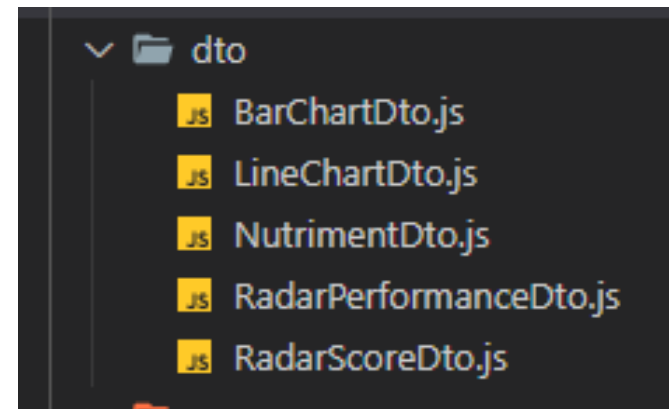 dto
JS BarChartDto.js
JS LineChartDto.js
JS NutrimentDto.js
JS RadarPerformanceDto.js
JS RadarScoreDto.js